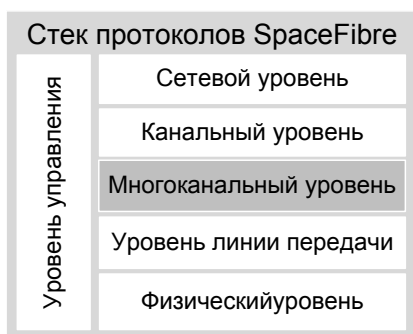 Стек протоколов SpaceFibre
Уровень управления
Сетевой уровень
Канальный уровень
Многоканальный уровень
Уровень линии передачи
Физическийуровень